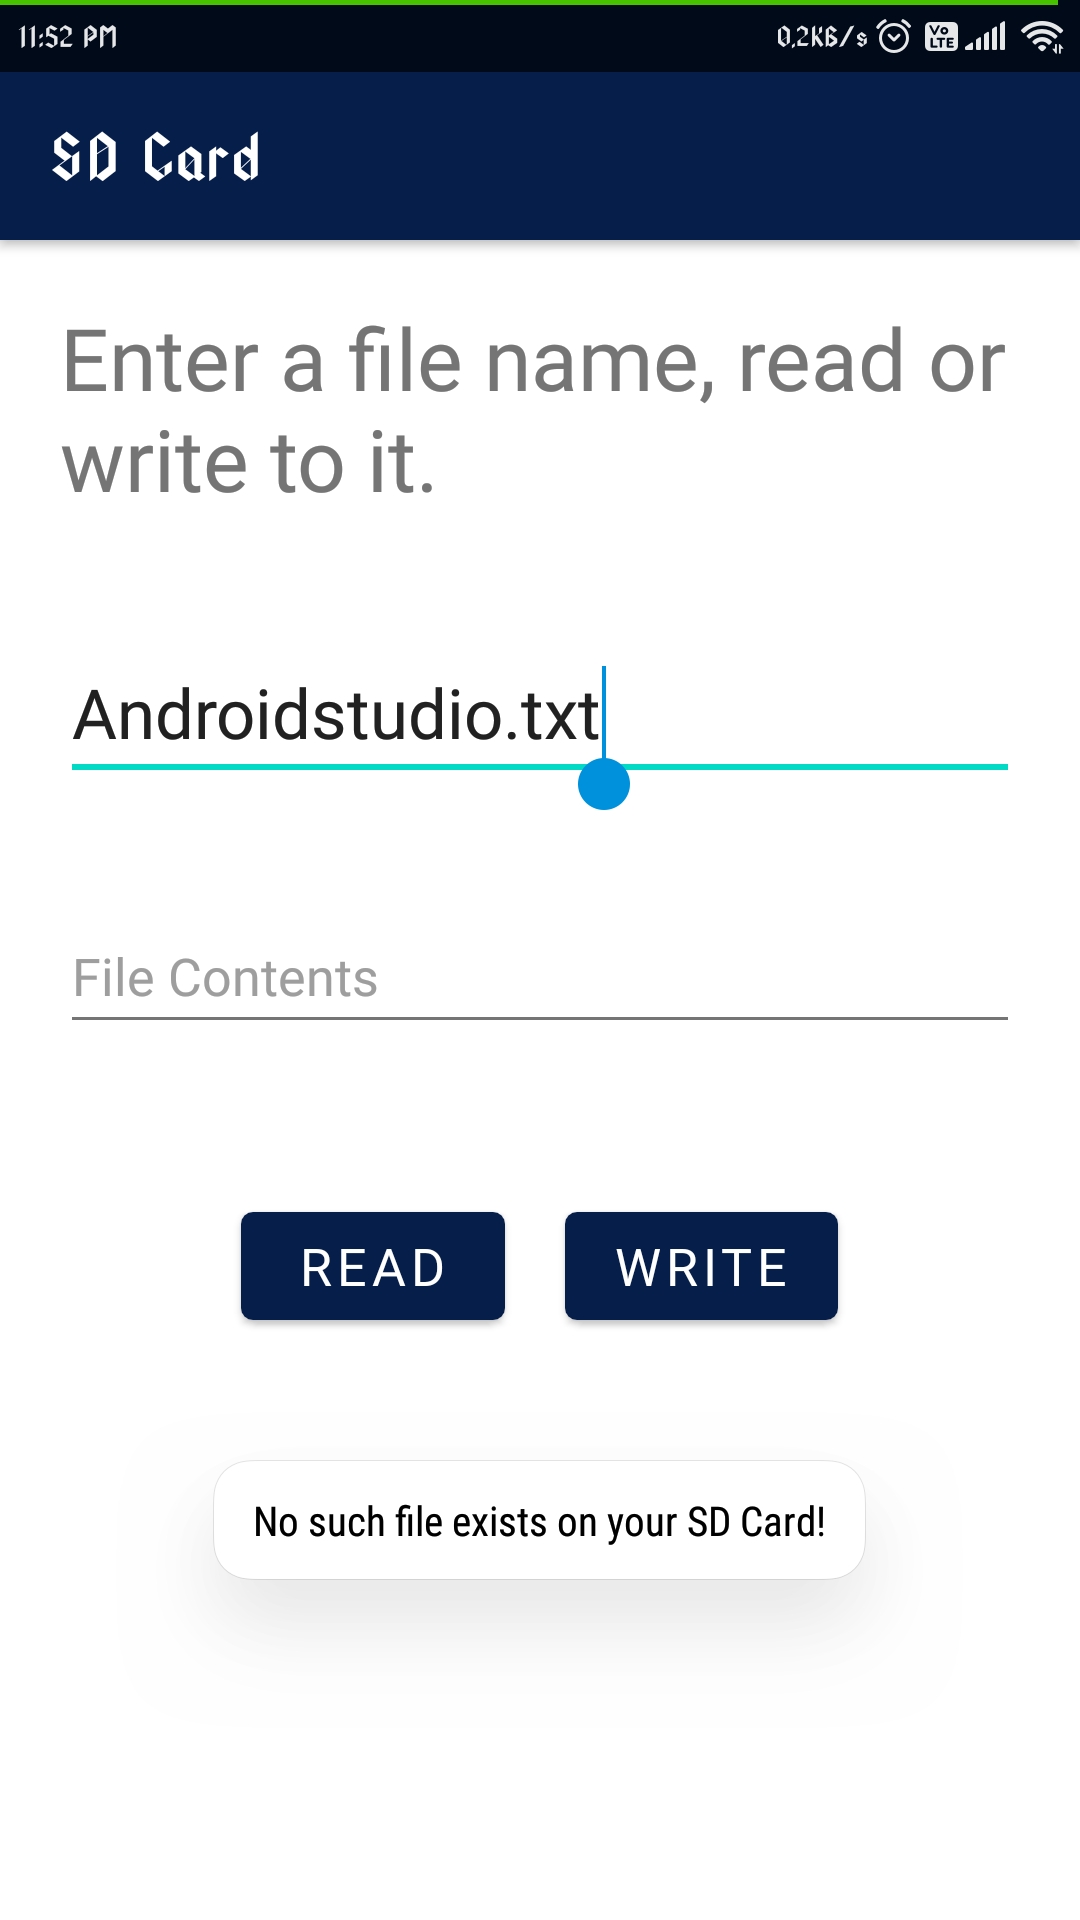 11:52 PM
0.2KB/s
Vo
LTE
SD Card
Enter a file name, read or
write to it.
Androidstudio.txt
File Contents
READ
WRITE
No such file exists on your SD Card!